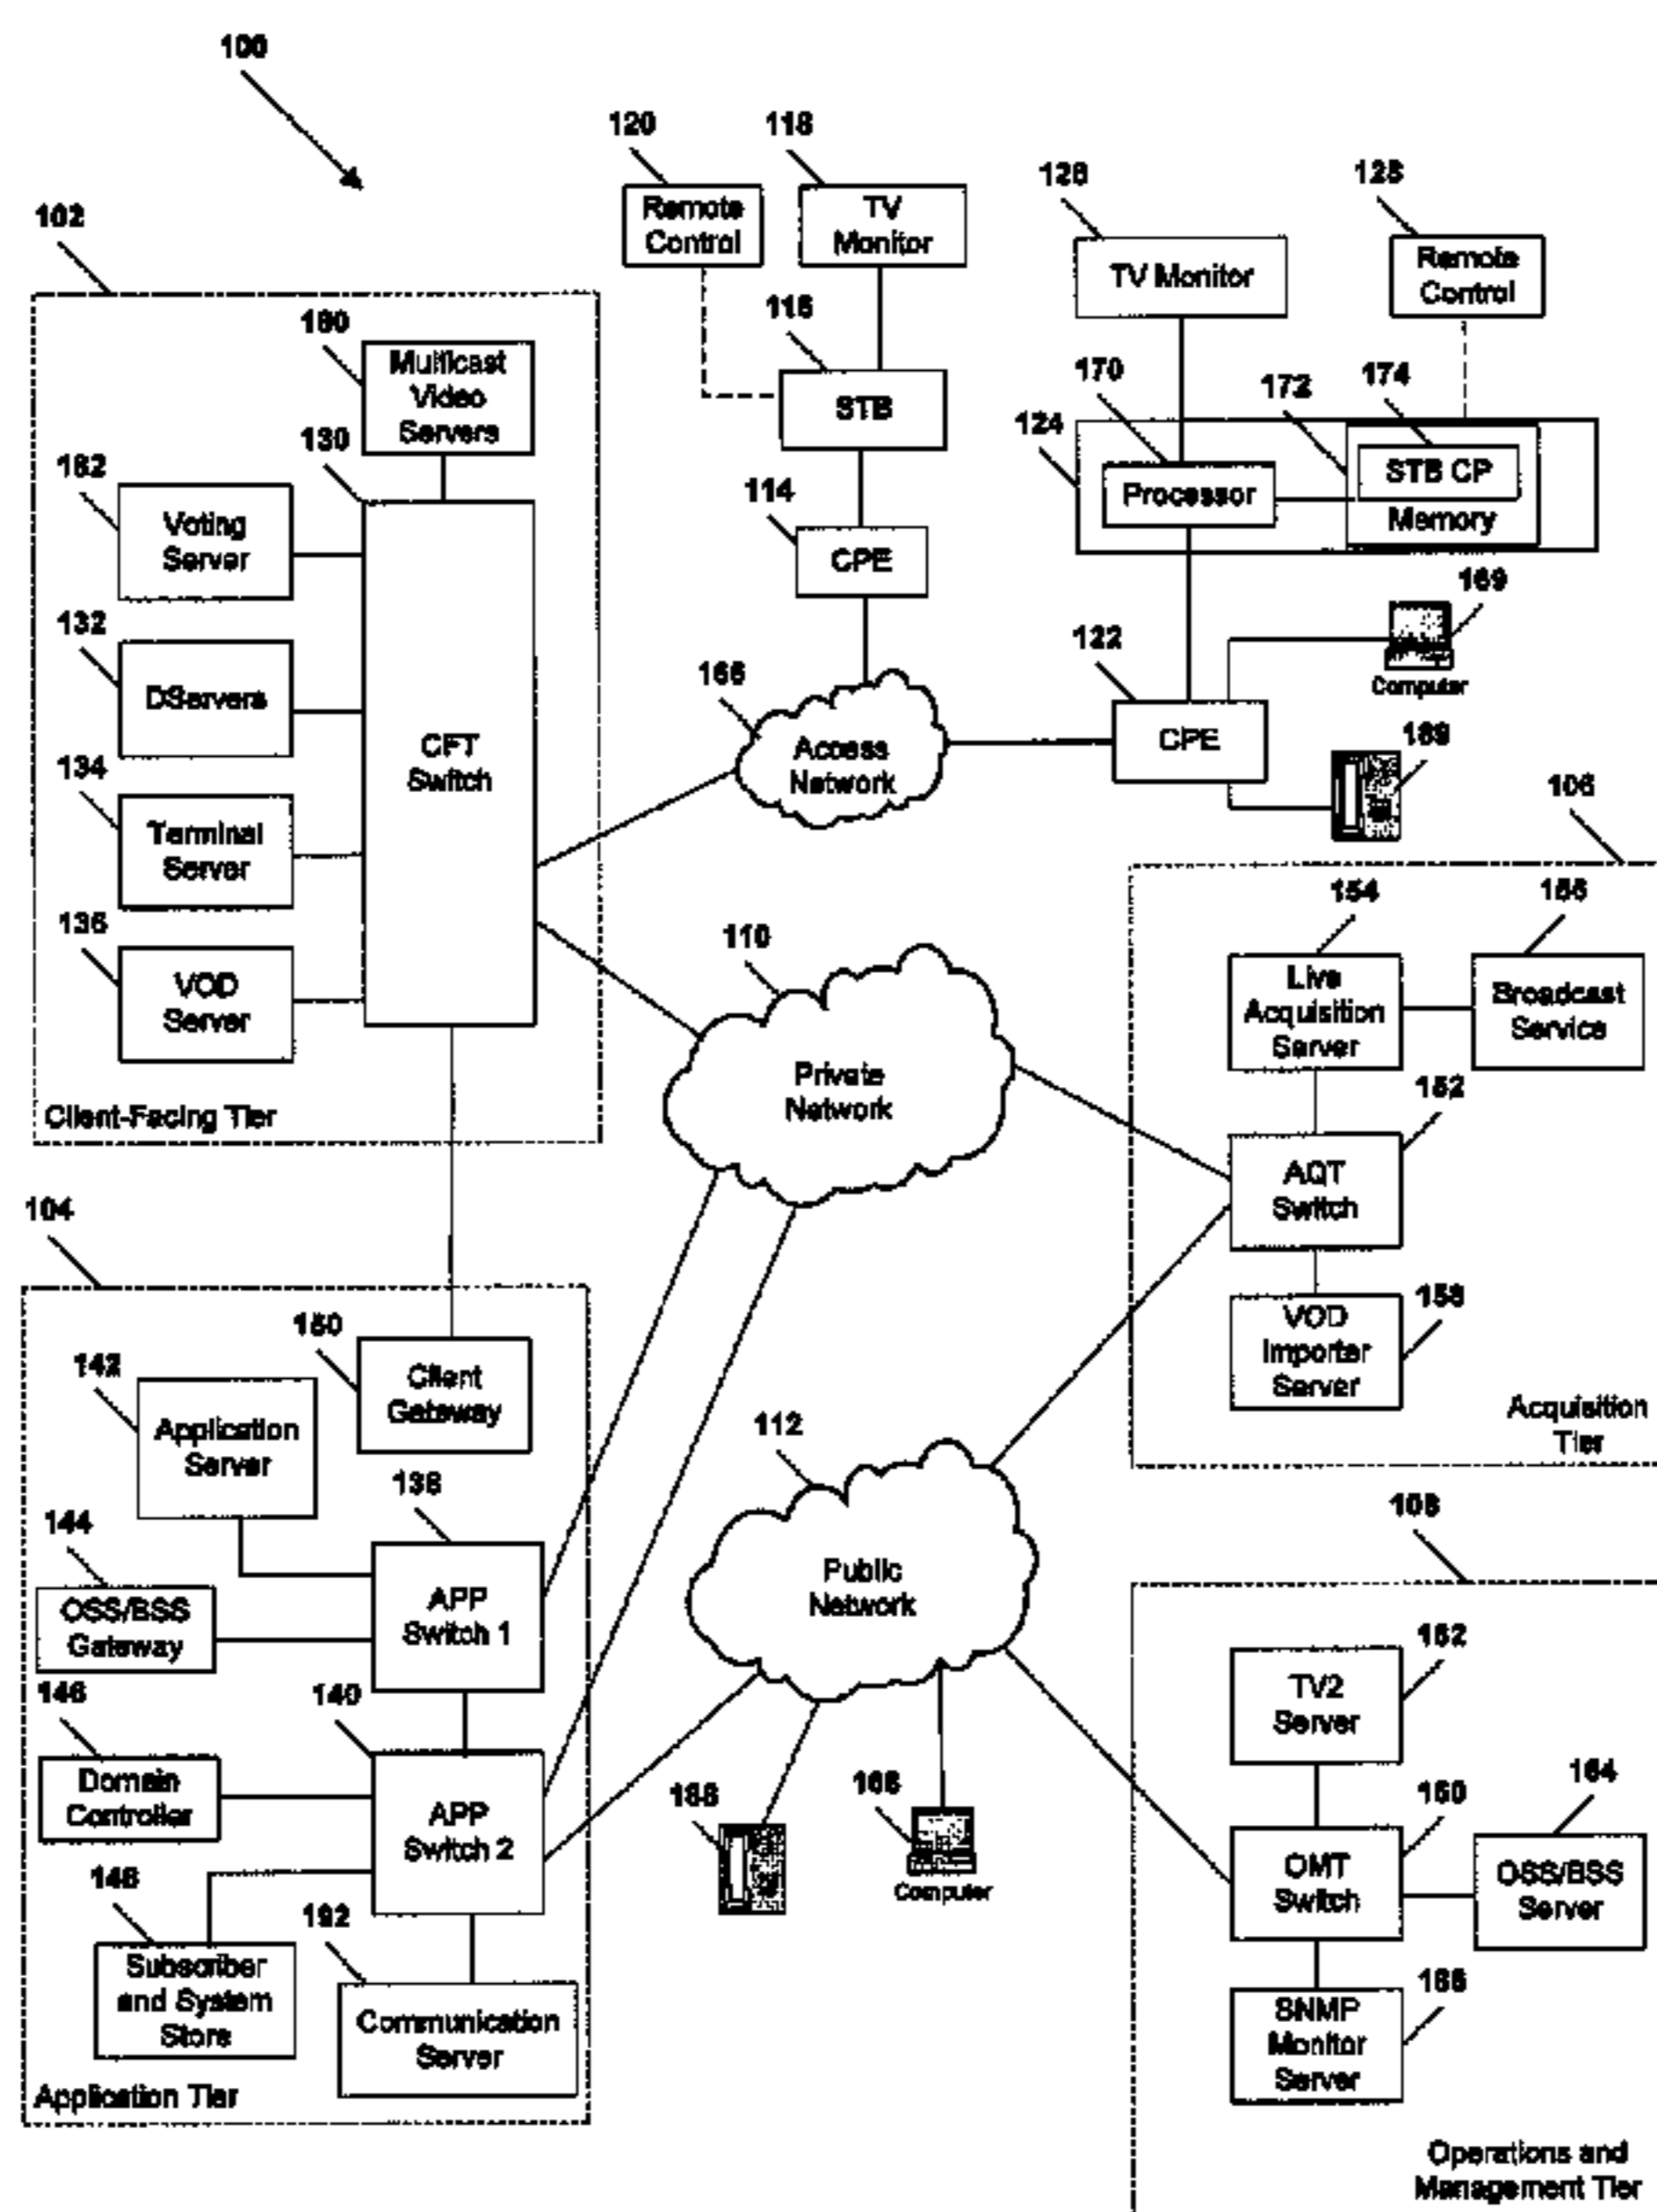 100
120
118
Remote
Control
TV
Monitor
126
128
TV Monitor
Remote
Control
102
180
Multicast
Video
Servers
116
STB
170
172
174
124
Processor
STB CP
Memory
130
182
Voting
Server
114
CPE
132
DServers
CFT
Switch
166
Access
Network
122
CPE
169
Computer
189
134
Terminal
Server
136
VOD
Server
Client-Facing Tier
110
Private
Network
106
154
156
Live
Acquisition
Server
Broadcast
Service
152
AQT
Switch
158
VOD
Importer
Server
Acquisition
Tier
104
150
Client
Gateway
142
Application
Server
138
144
OSS/BSS
Gateway
APP
Switch 1
112
Public
Network
146
140
Domain
Controller
APP
Switch 2
148
Subscriber
and System
Store
192
Communication
Server
Application Tier
188
168
Computer
108
162
TV2
Server
160
164
OMT
Switch
OSS/BSS
Server
SNMP
Monitor
Server
Operations and
Management Tier